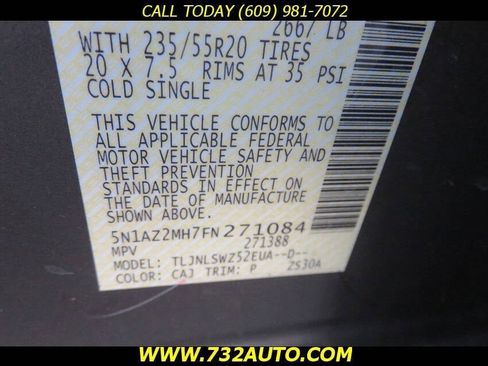 CALL TODAY (609) 981-7072
2667 LB
WITH 235/55R20 TIRES
20 X 7.5 RIMS AT 35 PSI
COLD SINGLE
THIS VEHICLE CONFORMS TO
ALL APPLICABLE FEDERAL
MOTOR VEHICLE SAFETY AND
THEFT PREVENTION
STANDARDS IN EFFECT ON
THE DATE OF MANUFACTURE
SHOWN ABOVE.
5N1AZ2MH7FN271084
MPV 271388
MODEL: TLJNLSWZ52EUA--D--
COLOR: CAJ TRIM: P ZS30A
WWW.732AUTO.COM